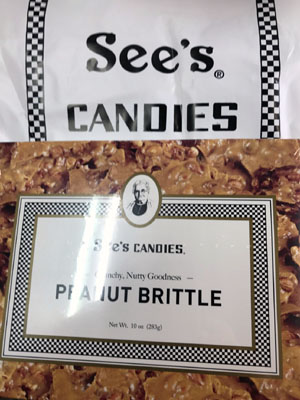 See's®
CANDIES
See's CANDIES®
— Crunchy, Nutty Goodness —
PEANUT BRITTLE
Net Wt. 10 oz (283g)